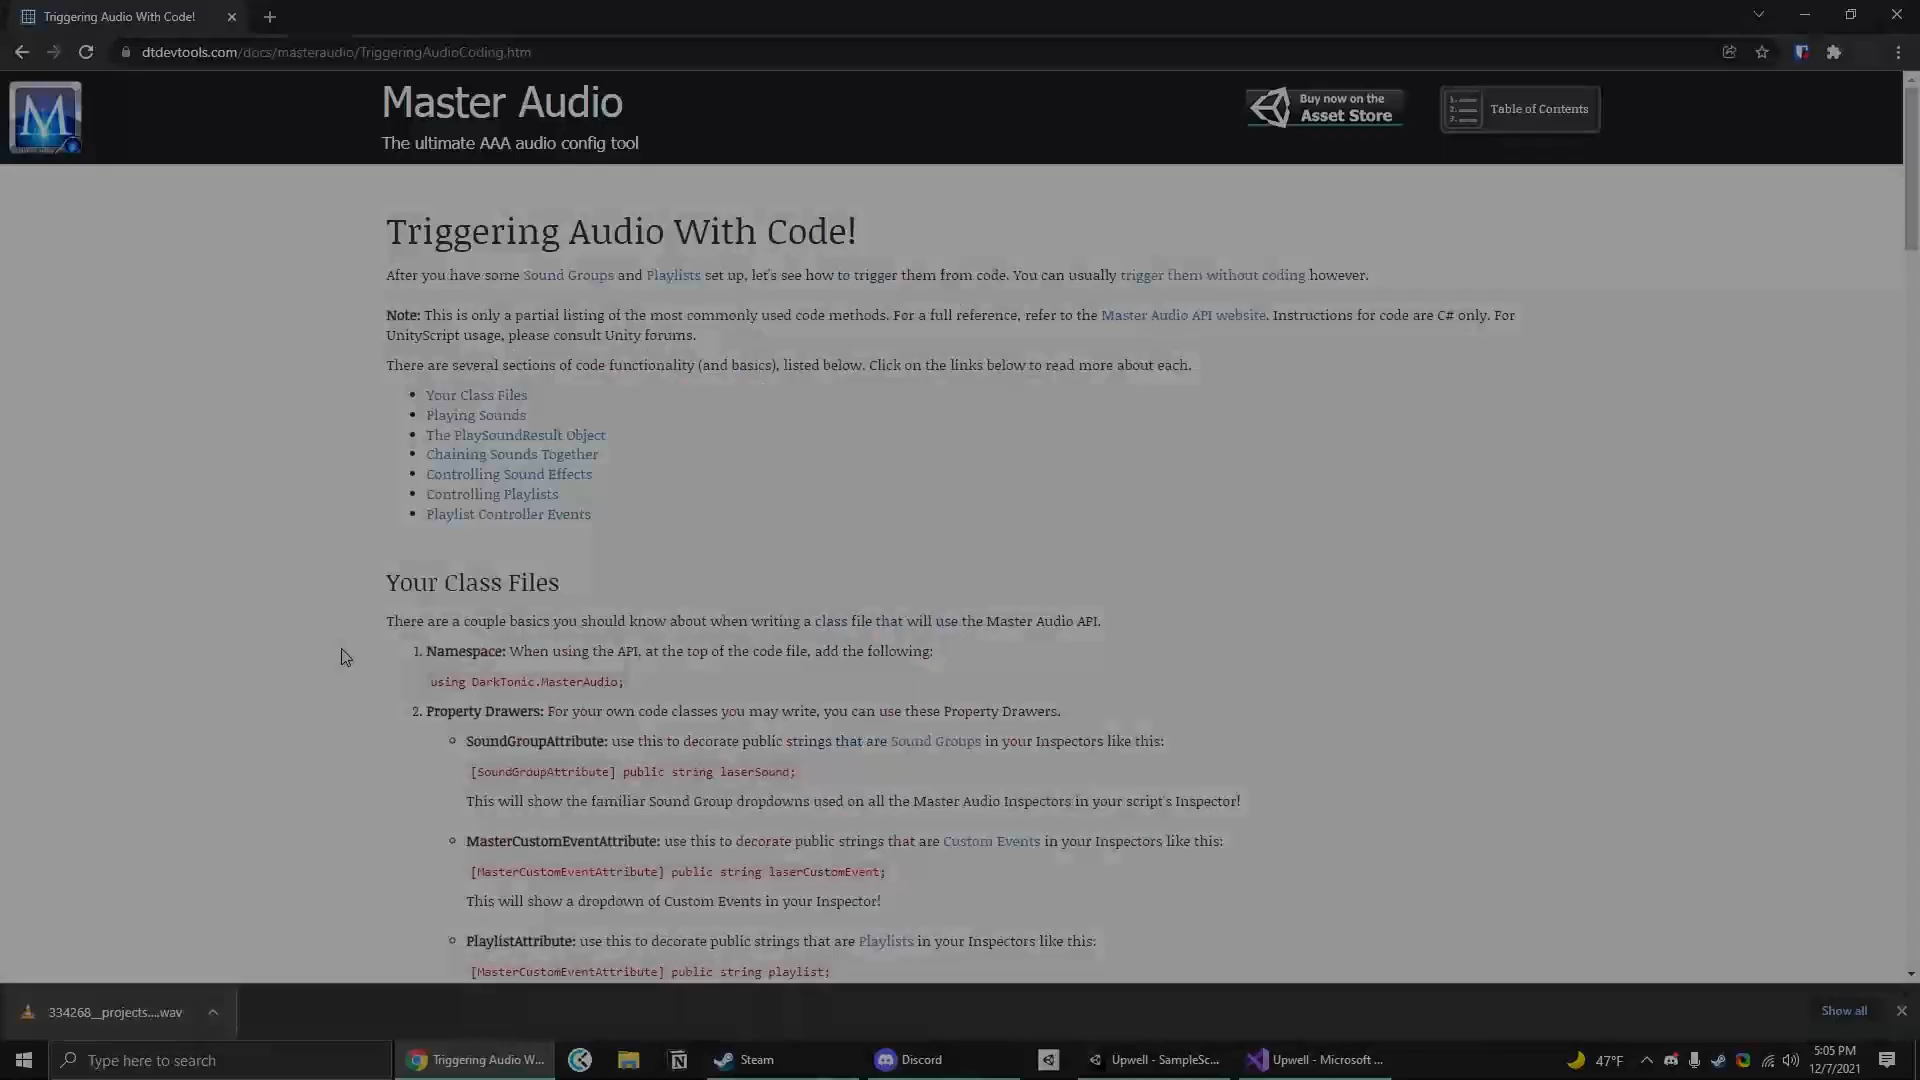 Triggering Audio With Code!
dtdevtools.com/docs/masteraudio/TriggeringAudioCoding.htm
Master Audio
The ultimate AAA audio config tool
Buy now on the
Asset Store
Table of Contents
Triggering Audio With Code!
After you have some Sound Groups and Playlists set up, let's see how to trigger them from code. You can usually trigger them without coding however.
Note: This is only a partial listing of the most commonly used code methods. For a full reference, refer to the Master Audio API website. Instructions for code are C# only. For
UnityScript usage, please consult Unity forums.
There are several sections of code functionality (and basics), listed below. Click on the links below to read more about each.
• Your Class Files
• Playing Sounds
• The PlaySoundResult Object
• Chaining Sounds Together
• Controlling Sound Effects
• Controlling Playlists
• Playlist Controller Events
Your Class Files
There are a couple basics you should know about when writing a class file that will use the Master Audio API.
1. Namespace: When using the API, at the top of the code file, add the following:
using DarkTonic.MasterAudio;
2. Property Drawers: For your own code classes you may write, you can use these Property Drawers.
SoundGroupAttribute: use this to decorate public strings that are Sound Groups in your Inspectors like this:
[SoundGroupAttribute] public string laserSound;
This will show the familiar Sound Group dropdowns used on all the Master Audio Inspectors in your script's Inspector!
MasterCustomEventAttribute: use this to decorate public strings that are Custom Events in your Inspectors like this:
[MasterCustomEventAttribute] public string laserCustomEvent;
This will show a dropdown of Custom Events in your Inspector!
PlaylistAttribute: use this to decorate public strings that are Playlists in your Inspectors like this:
[MasterCustomEventAttribute] public string playlist;
334268__projects....wav
Show all
Type here to search
Triggering Audio W...
Steam
Discord
Upwell - SampleSc...
Upwell - Microsoft ...
47°F
5:05 PM
12/7/2021